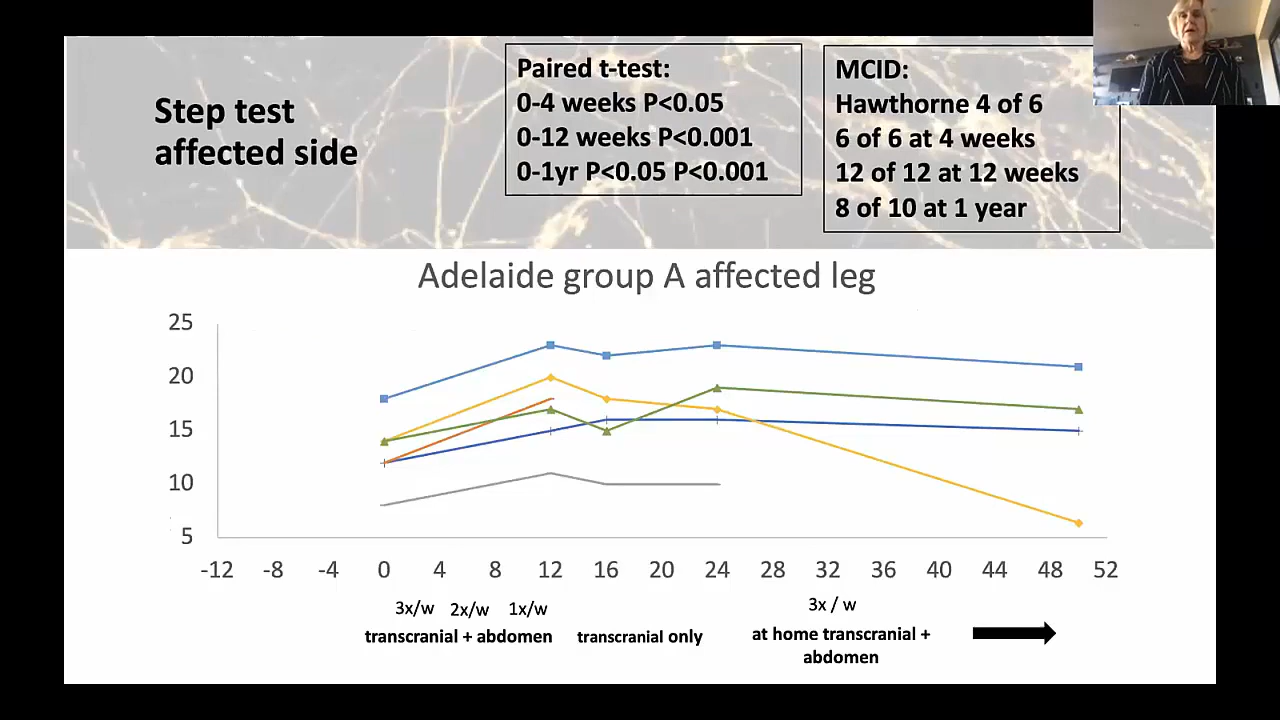 Step test
affected side
Paired t-test:
0-4 weeks P<0.05
0-12 weeks P<0.001
0-1yr P<0.05 P<0.001
MCID:
Hawthorne 4 of 6
6 of 6 at 4 weeks
12 of 12 at 12 weeks
8 of 10 at 1 year
Adelaide group A affected leg
25
20
15
10
5
-12 -8 -4 0 4 8 12 16 20 24 28 32 36 40 44 48 52
3x/w 2x/w 1x/w 3x / w
transcranial + abdomen transcranial only at home transcranial +
abdomen